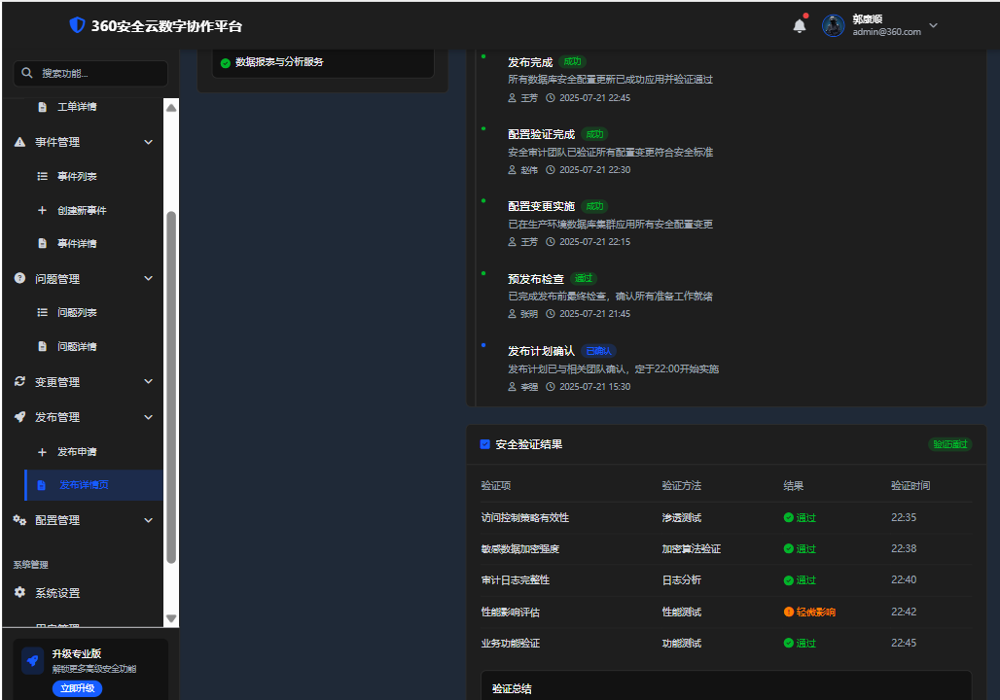 360安全云数字协作平台
郭康顺
admin@360.com
搜索功能...
工单详情
事件管理
事件列表
创建新事件
事件详情
问题管理
问题列表
问题详情
变更管理
发布管理
发布申请
发布详情页
配置管理
系统管理
系统设置
升级专业版
解锁更多高级安全功能
立即升级
数据报表与分析服务
发布完成 成功
所有数据库安全配置更新已成功应用并验证通过
王芳 2025-07-21 22:45
配置验证完成 成功
安全审计团队已验证所有配置变更符合安全标准
赵伟 2025-07-21 22:30
配置变更实施 成功
已在生产环境数据库集群应用所有安全配置变更
王芳 2025-07-21 22:15
预发布检查 通过
已完成发布前最终检查，确认所有准备工作就绪
张明 2025-07-21 21:45
发布计划确认 已确认
发布计划已与相关团队确认，定于22:00开始实施
李强 2025-07-21 15:30
安全验证结果 验证通过
验证项 验证方法 结果 验证时间
访问控制策略有效性 渗透测试 通过 22:35
敏感数据加密强度 加密算法验证 通过 22:38
审计日志完整性 日志分析 通过 22:40
性能影响评估 性能测试 轻微影响 22:42
业务功能验证 功能测试 通过 22:45
验证总结